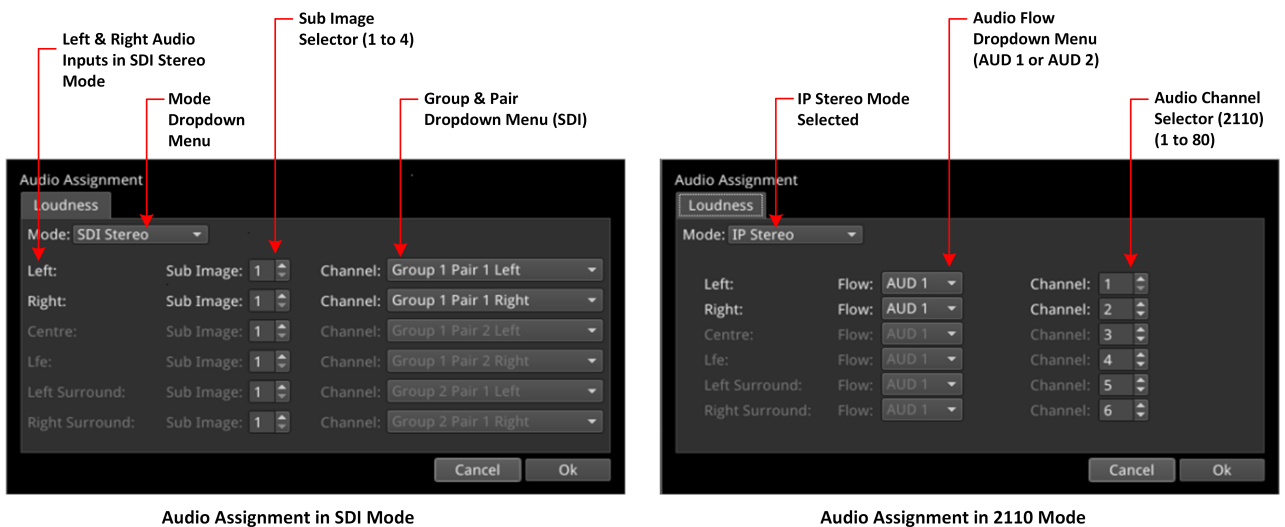 Left & Right Audio
Inputs in SDI Stereo
Mode
Mode
Dropdown
Menu
Sub Image
Selector (1 to 4)
Group & Pair
Dropdown Menu (SDI)
Audio Assignment
Loudness
Mode: SDI Stereo
Left: Sub Image: 1 Channel: Group 1 Pair 1 Left
Right: Sub Image: 1 Channel: Group 1 Pair 1 Right
Centre: Sub Image: 1 Channel: Group 1 Pair 2 Left
Lfe: Sub Image: 1 Channel: Group 1 Pair 2 Right
Left Surround: Sub Image: 1 Channel: Group 2 Pair 1 Left
Right Surround: Sub Image: 1 Channel: Group 2 Pair 1 Right
Cancel Ok
Audio Assignment in SDI Mode
IP Stereo Mode
Selected
Audio Flow
Dropdown Menu
(AUD 1 or AUD 2)
Audio Channel
Selector (2110)
(1 to 80)
Audio Assignment
Loudness
Mode: IP Stereo
Left: Flow: AUD 1 Channel: 1
Right: Flow: AUD 1 Channel: 2
Centre: Flow: AUD 1 Channel: 3
Lfe: Flow: AUD 1 Channel: 4
Left Surround: Flow: AUD 1 Channel: 5
Right Surround: Flow: AUD 1 Channel: 6
Cancel Ok
Audio Assignment in 2110 Mode